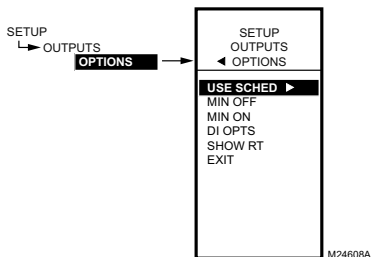 SETUP
OUTPUTS
OPTIONS
SETUP
OUTPUTS
◀ OPTIONS
USE SCHED ▶
MIN OFF
MIN ON
DI OPTS
SHOW RT
EXIT
M24608A